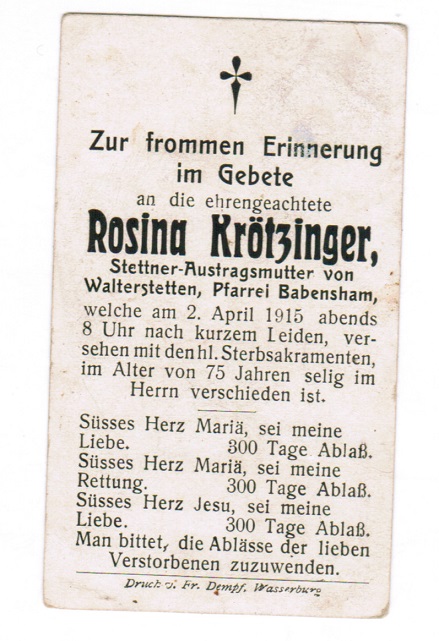 Zur frommen Erinnerung
im Gebete
an die ehrengeachtete
Rosina Krötzinger,
Stettner-Austragsmutter von
Walterstetten, Pfarrei Babensham,
welche am 2. April 1915 abends
8 Uhr nach kurzem Leiden, ver-
sehen mit den hl. Sterbsakramenten,
im Alter von 75 Jahren selig im
Herrn verschieden ist.
Süsses Herz Mariä, sei meine
Liebe. 300 Tage Ablaß.
Süsses Herz Mariä, sei meine
Rettung. 300 Tage Ablaß.
Süsses Herz Jesu, sei meine
Liebe. 300 Tage Ablaß.
Man bittet, die Ablässe der lieben
Verstorbenen zuzuwenden.
Druck v. Fr. Dempf, Wasserburg